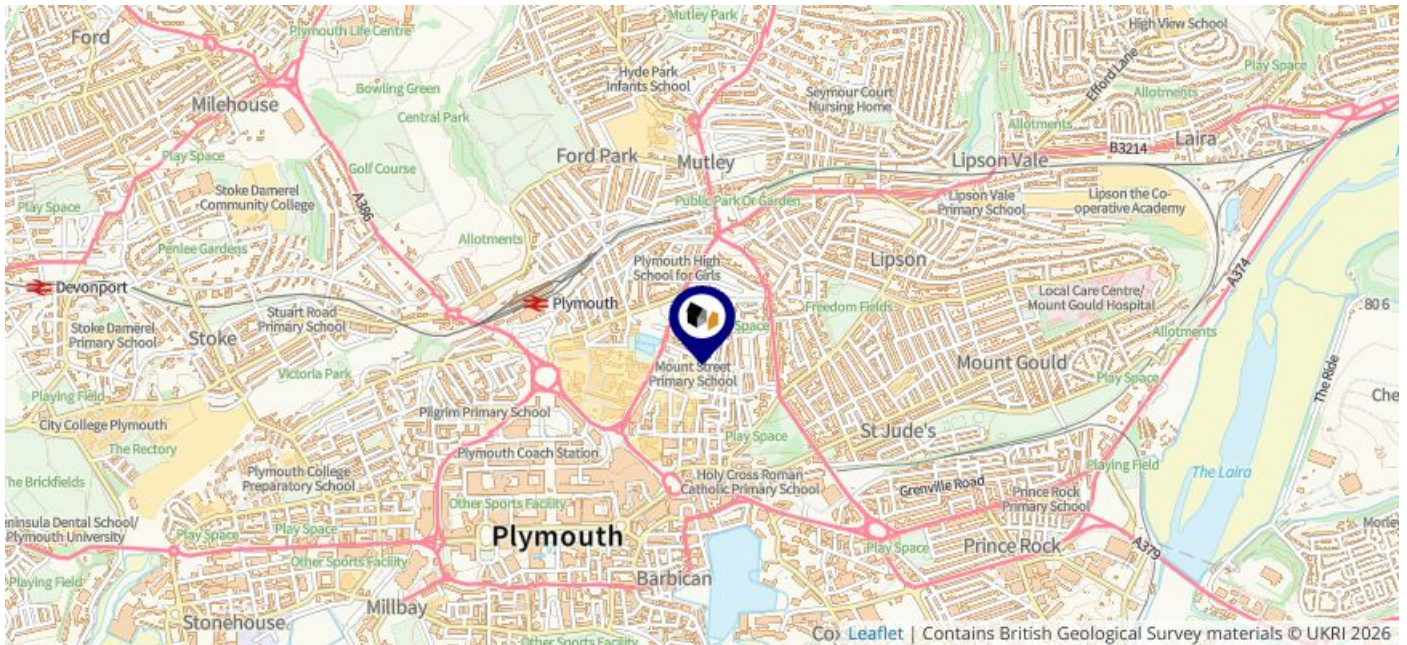 Ford
Plymouth Life Centre
Mutley Park
High View School
Milehouse
Bowling Green
Central Park
Hyde Park
Infants School
Seymour Court
Nursing Home
Efford Lane
Play Space
Allotments
Allotments
Laira
B3214
Play Space
Golf Course
Ford Park
Mutley
Lipson Vale
Stoke Damerel
Community College
A386
Public Park Or Garden
Lipson Vale
Primary School
Lipson the Co-
operative Academy
Play Space
Penlee Gardens
Allotments
Plymouth High
School for Girls
Lipson
A374
Devonport
Plymouth
Freedom Fields
Local Care Centre/
Mount Gould Hospital
80 6
Stoke Damerel
Primary School
Stuart Road
Primary School
Stoke
Space
Allotments
Victoria Park
Mount Street
Primary School
Mount Gould
Play Space
The Ride
Playing Field
Pilgrim Primary School
Che
City College Plymouth
The Rectory
Plymouth Coach Station
Play Space
St Jude's
Plymouth College
Preparatory School
Holy Cross Roman
Catholic Primary School
Grenville Road
Playing Field
The Laira
The Brickfields
Other Sports Facility
Prince Rock
Primary School
eninsula Dental School/
Plymouth University
Play Space
Play Space
Plymouth
Play Space
Prince Rock
A379
Morle
Other Sports Facility
Playing Field
Barbican
Millbay
Stonehouse
Other Sports Facility
Leaflet | Contains British Geological Survey materials © UKRI 2026